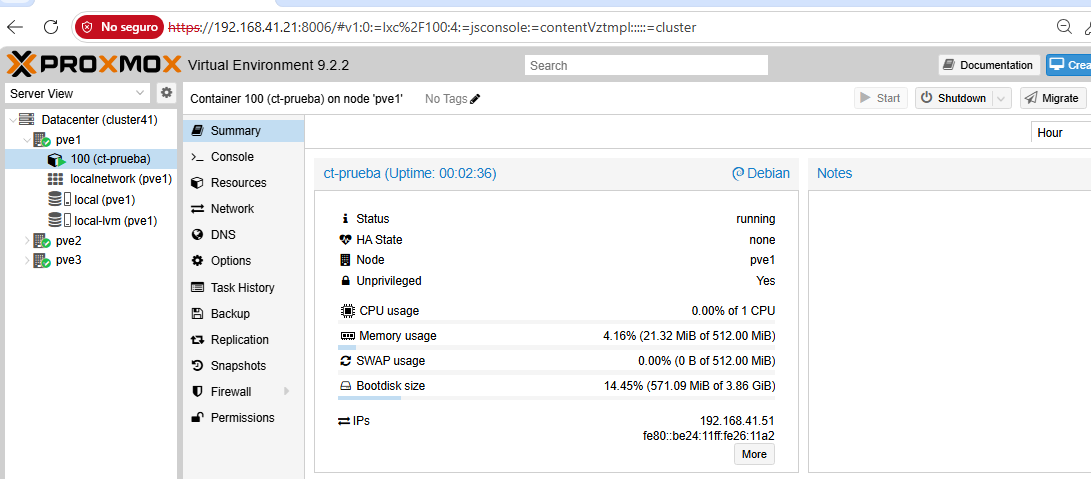 No seguro
https://192.168.41.21:8006/#v1:0:=lxc%2F100:4:=jsconsole:=contentVztmpl:::::=cluster
PROXMOX Virtual Environment 9.2.2
Search
Documentation
Crea
Server View
Container 100 (ct-prueba) on node 'pve1'
No Tags
Start
Shutdown
Migrate
Datacenter (cluster41)
pve1
100 (ct-prueba)
localnetwork (pve1)
local (pve1)
local-lvm (pve1)
pve2
pve3
Summary
Console
Resources
Network
DNS
Options
Task History
Backup
Replication
Snapshots
Firewall
Permissions
Hour
ct-prueba (Uptime: 00:02:36)
Debian
Status running
HA State none
Node pve1
Unprivileged Yes
CPU usage 0.00% of 1 CPU
Memory usage 4.16% (21.32 MiB of 512.00 MiB)
SWAP usage 0.00% (0 B of 512.00 MiB)
Bootdisk size 14.45% (571.09 MiB of 3.86 GiB)
IPs 192.168.41.51
fe80::be24:11ff:fe26:11a2
More
Notes